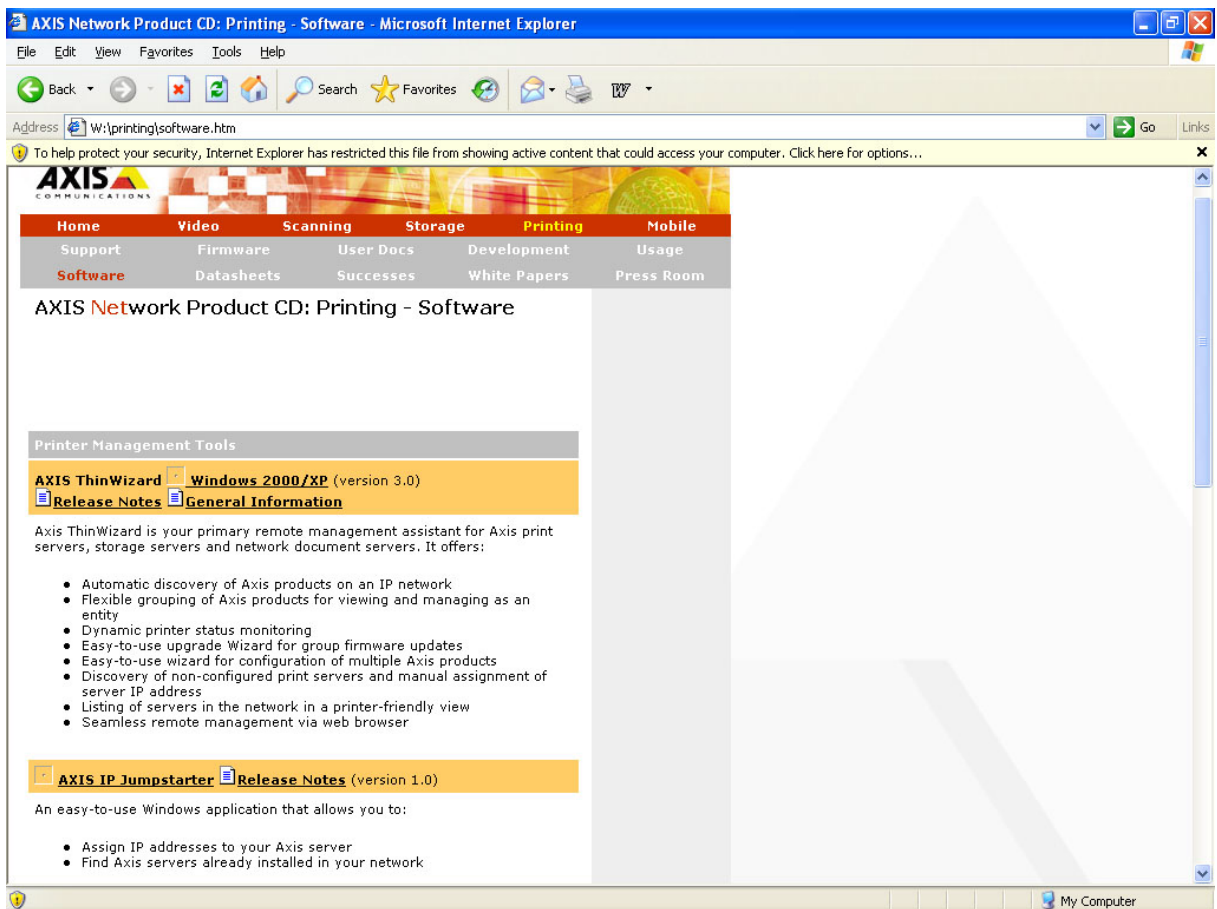 AXIS Network Product CD: Printing - Software - Microsoft Internet Explorer
File Edit View Favorites Tools Help
Back Search Favorites
Address W:\printing\software.htm Go Links
To help protect your security, Internet Explorer has restricted this file from showing active content that could access your computer. Click here for options...
AXIS
COMMUNICATIONS
Home Video Scanning Storage Printing Mobile
Support Firmware User Docs Development Usage
Software Datasheets Successes White Papers Press Room
AXIS Network Product CD: Printing - Software
Printer Management Tools
AXIS ThinWizard Windows 2000/XP (version 3.0)
Release Notes General Information
Axis ThinWizard is your primary remote management assistant for Axis print
servers, storage servers and network document servers. It offers:
• Automatic discovery of Axis products on an IP network
• Flexible grouping of Axis products for viewing and managing as an
entity
• Dynamic printer status monitoring
• Easy-to-use upgrade Wizard for group firmware updates
• Easy-to-use wizard for configuration of multiple Axis products
• Discovery of non-configured print servers and manual assignment of
server IP address
• Listing of servers in the network in a printer-friendly view
• Seamless remote management via web browser
AXIS IP Jumpstarter Release Notes (version 1.0)
An easy-to-use Windows application that allows you to:
• Assign IP addresses to your Axis server
• Find Axis servers already installed in your network
My Computer